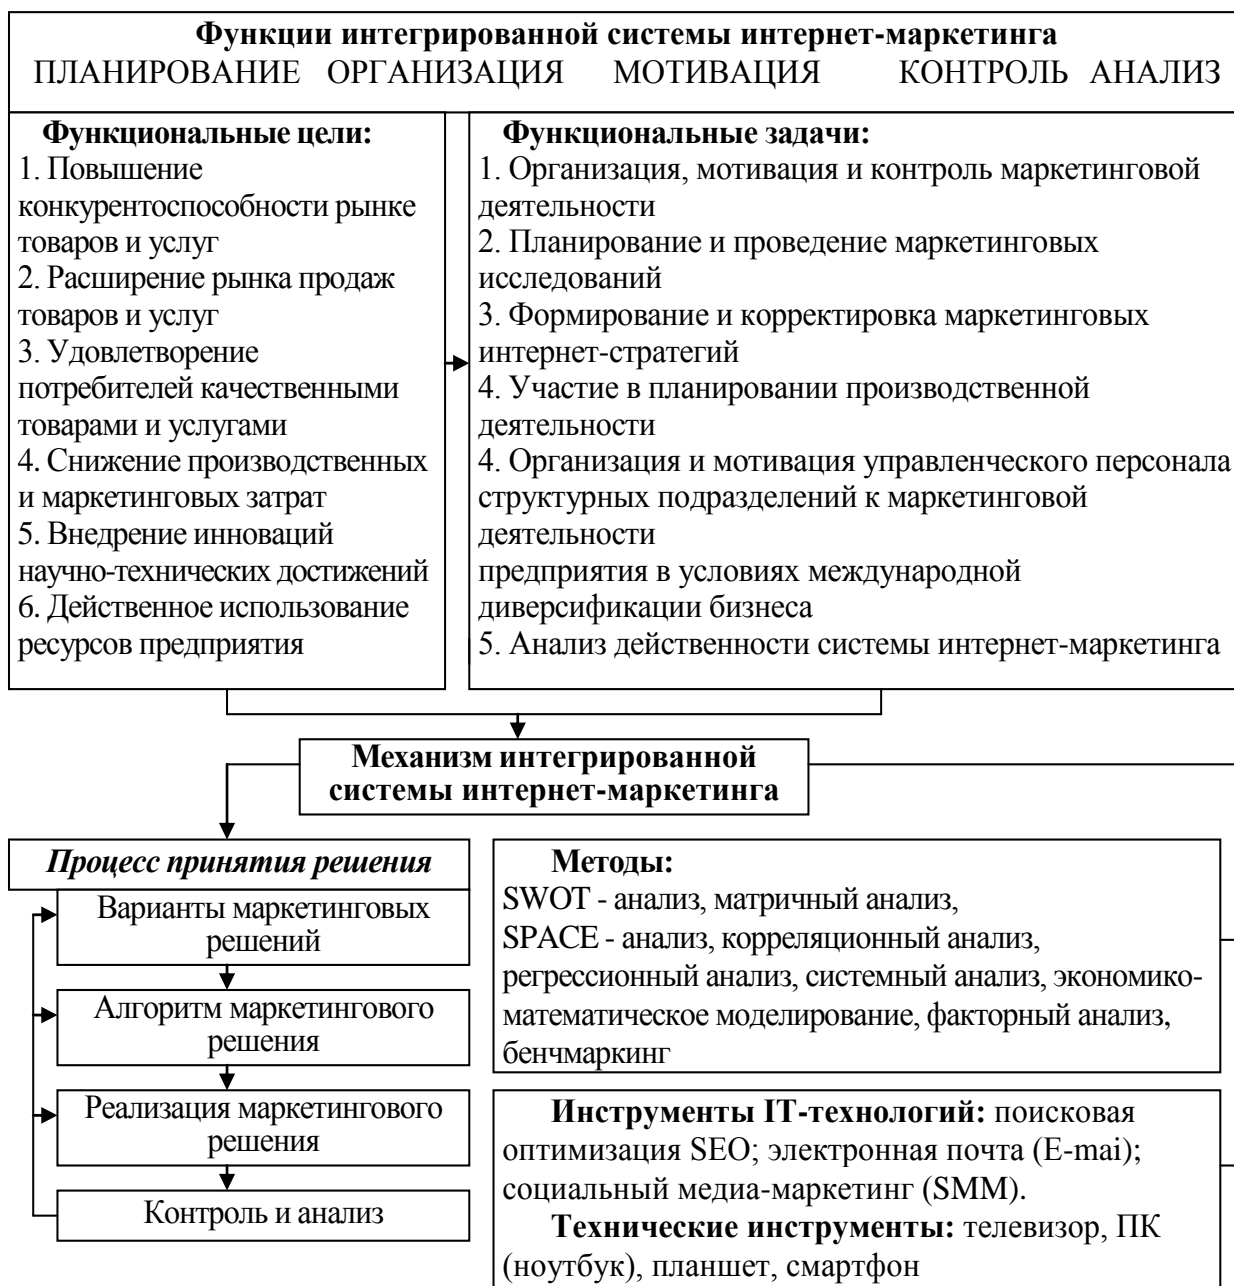 Функции интегрированной системы интернет-маркетинга
ПЛАНИРОВАНИЕ ОРГАНИЗАЦИЯ МОТИВАЦИЯ КОНТРОЛЬ АНАЛИЗ
Функциональные цели:
1. Повышение
конкурентоспособности рынке
товаров и услуг
2. Расширение рынка продаж
товаров и услуг
3. Удовлетворение
потребителей качественными
товарами и услугами
4. Снижение производственных
и маркетинговых затрат
5. Внедрение инноваций
научно-технических достижений
6. Действенное использование
ресурсов предприятия
Функциональные задачи:
1. Организация, мотивация и контроль маркетинговой
деятельности
2. Планирование и проведение маркетинговых
исследований
3. Формирование и корректировка маркетинговых
интернет-стратегий
4. Участие в планировании производственной
деятельности
4. Организация и мотивация управленческого персонала
структурных подразделений к маркетинговой
деятельности
предприятия в условиях международной
диверсификации бизнеса
5. Анализ действенности системы интернет-маркетинга
Механизм интегрированной
системы интернет-маркетинга
Процесс принятия решения
Варианты маркетинговых
решений
Алгоритм маркетингового
решения
Реализация маркетингового
решения
Контроль и анализ
Методы:
SWOT - анализ, матричный анализ,
SPACE - анализ, корреляционный анализ,
регрессионный анализ, системный анализ, экономико-
математическое моделирование, факторный анализ,
бенчмаркинг
Инструменты IT-технологий: поисковая
оптимизация SEO; электронная почта (E-mai);
социальный медиа-маркетинг (SMM).
Технические инструменты: телевизор, ПК
(ноутбук), планшет, смартфон